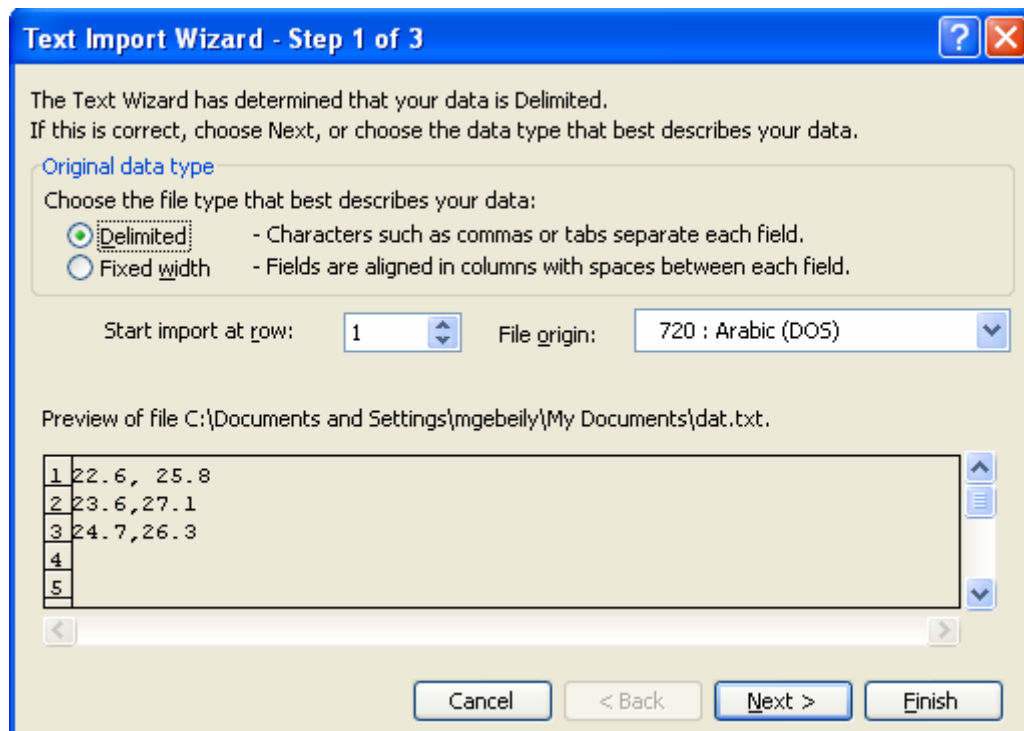 Text Import Wizard - Step 1 of 3
The Text Wizard has determined that your data is Delimited.
If this is correct, choose Next, or choose the data type that best describes your data.
Original data type
Choose the file type that best describes your data:
Delimited - Characters such as commas or tabs separate each field.
Fixed width - Fields are aligned in columns with spaces between each field.
Start import at row: 1 File origin: 720 : Arabic (DOS)
Preview of file C:\Documents and Settings\mgebeily\My Documents\dat.txt.
1 22.6, 25.8
2 23.6,27.1
3 24.7,26.3
4
5
Cancel < Back Next > Finish